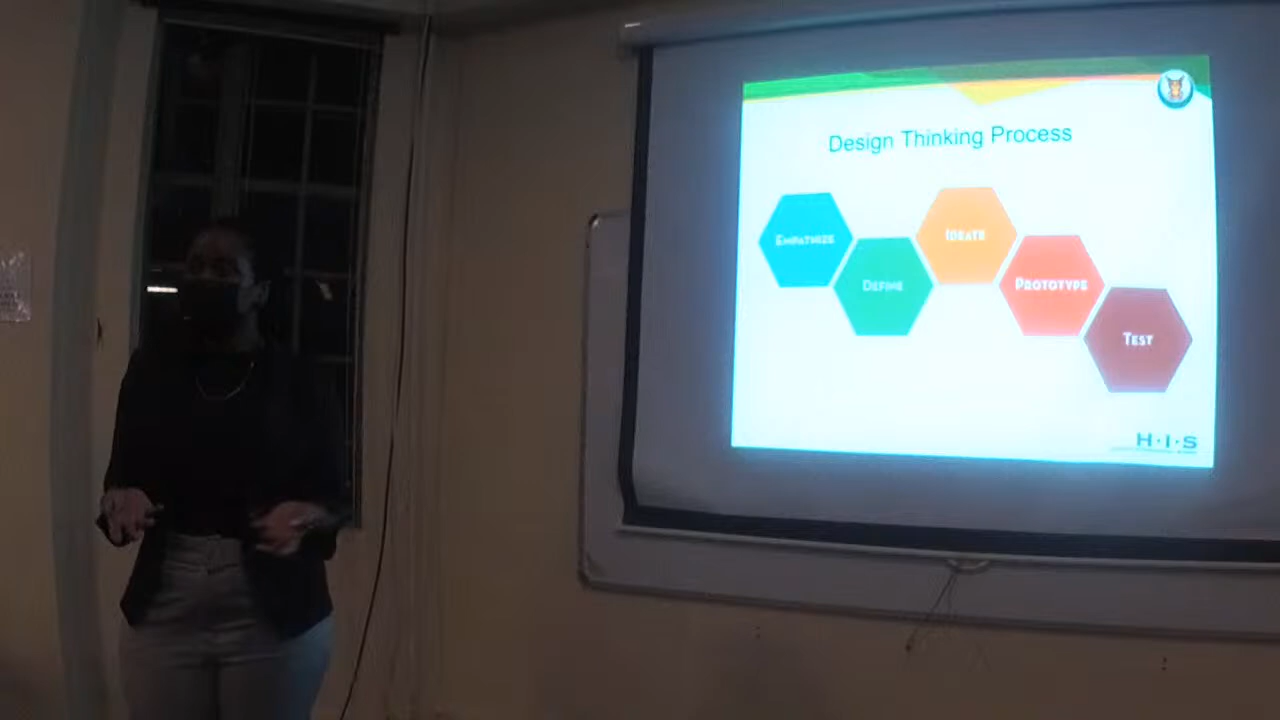 Design Thinking Process
EMPATHIZE
DEFINE
IDEATE
PROTOTYPE
TEST
H·I·S